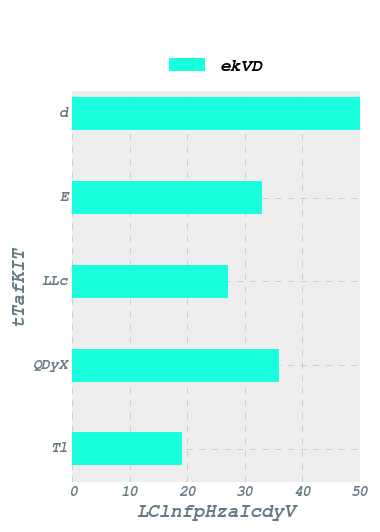 ekVD
d
E
LLc
QDyX
Tl
tTafKIT
0 10 20 30 40 50
LClnfpHzaIcdyV